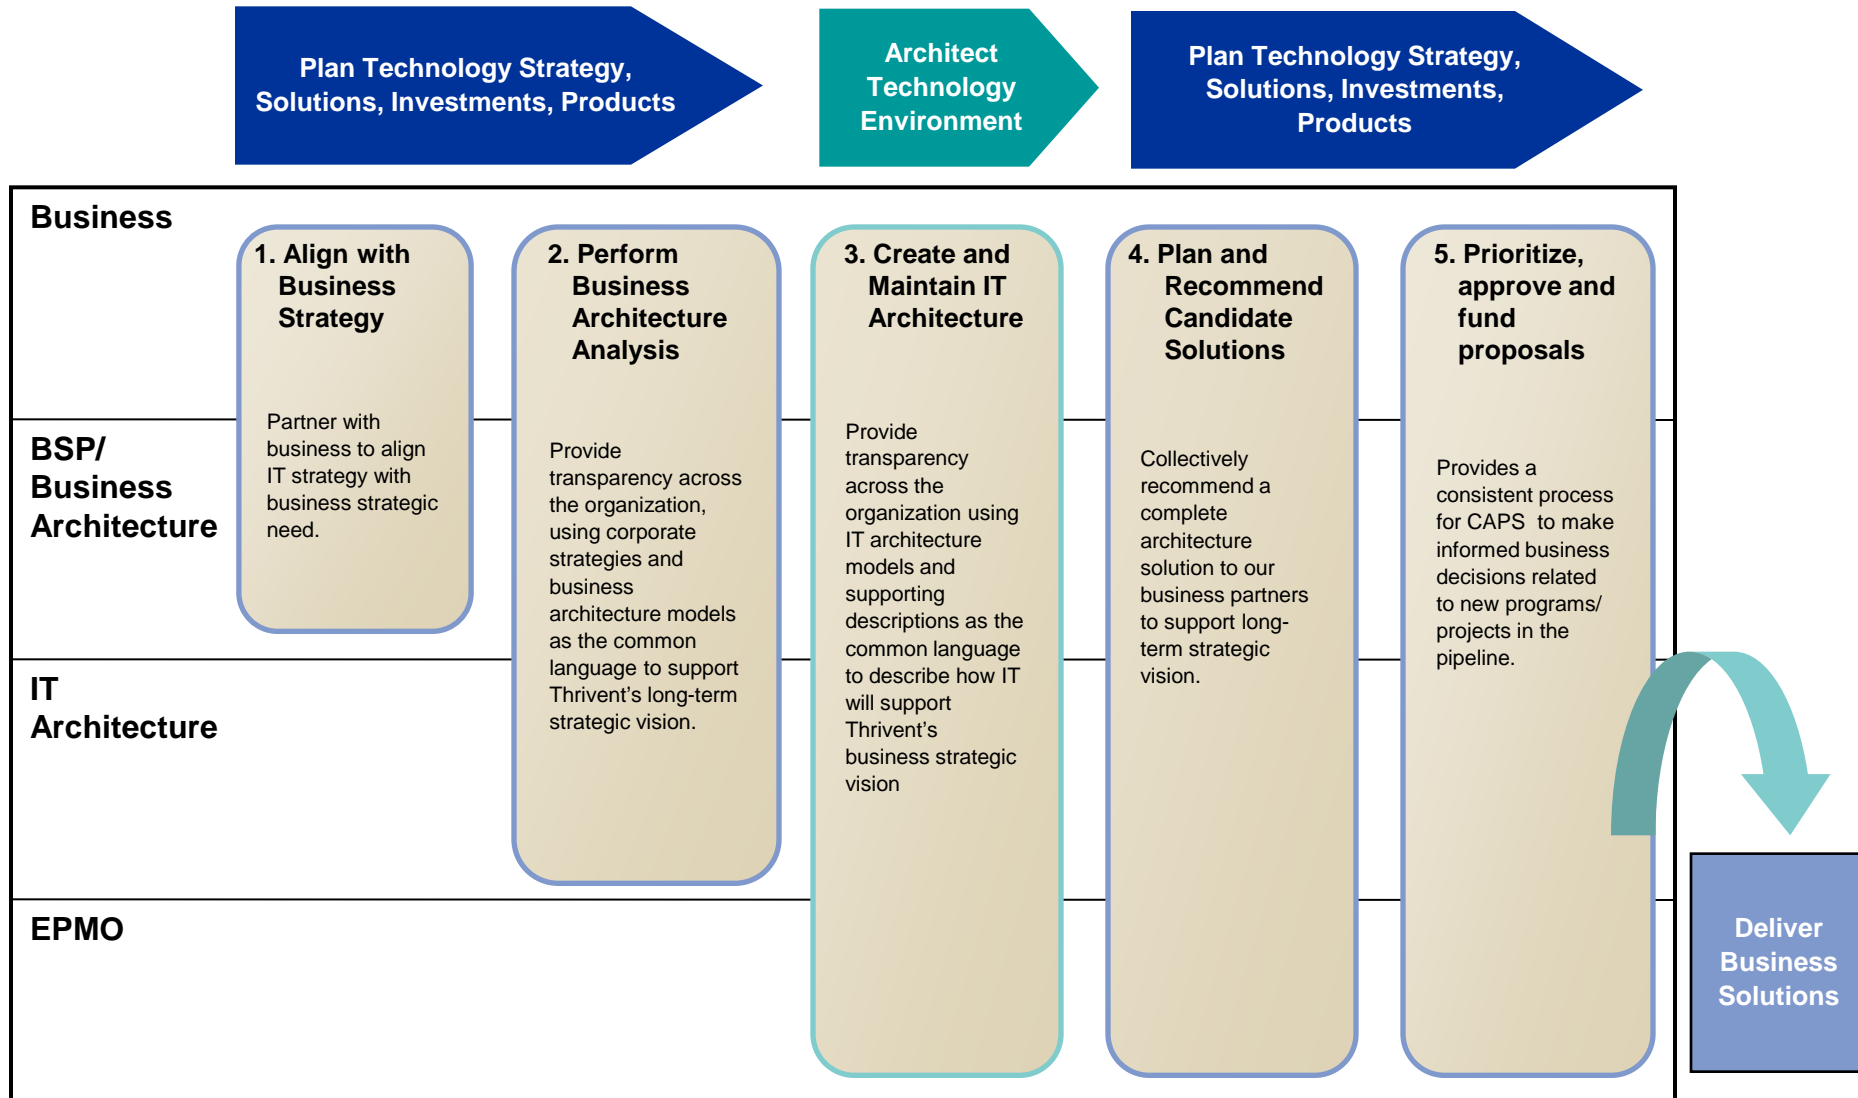 Plan Technology Strategy,
Solutions, Investments, Products
Architect
Technology
Environment
Plan Technology Strategy,
Solutions, Investments,
Products
Business
1. Align with
Business
Strategy
Partner with
business to align
IT strategy with
business strategic
need.
2. Perform
Business
Architecture
Analysis
Provide
transparency across
the organization,
using corporate
strategies and
business
architecture models
as the common
language to support
Thrivent’s long-term
strategic vision.
3. Create and
Maintain IT
Architecture
Provide
transparency
across the
organization using
IT architecture
models and
supporting
descriptions as the
common language
to describe how IT
will support
Thrivent’s
business strategic
vision
4. Plan and
Recommend
Candidate
Solutions
Collectively
recommend a
complete
architecture
solution to our
business partners
to support long-
term strategic
vision.
5. Prioritize,
approve and
fund
proposals
Provides a
consistent process
for CAPS  to make
informed business
decisions related
to new programs/
projects in the
pipeline.
BSP/
Business
Architecture
IT
Architecture
EPMO
Deliver
Business
Solutions